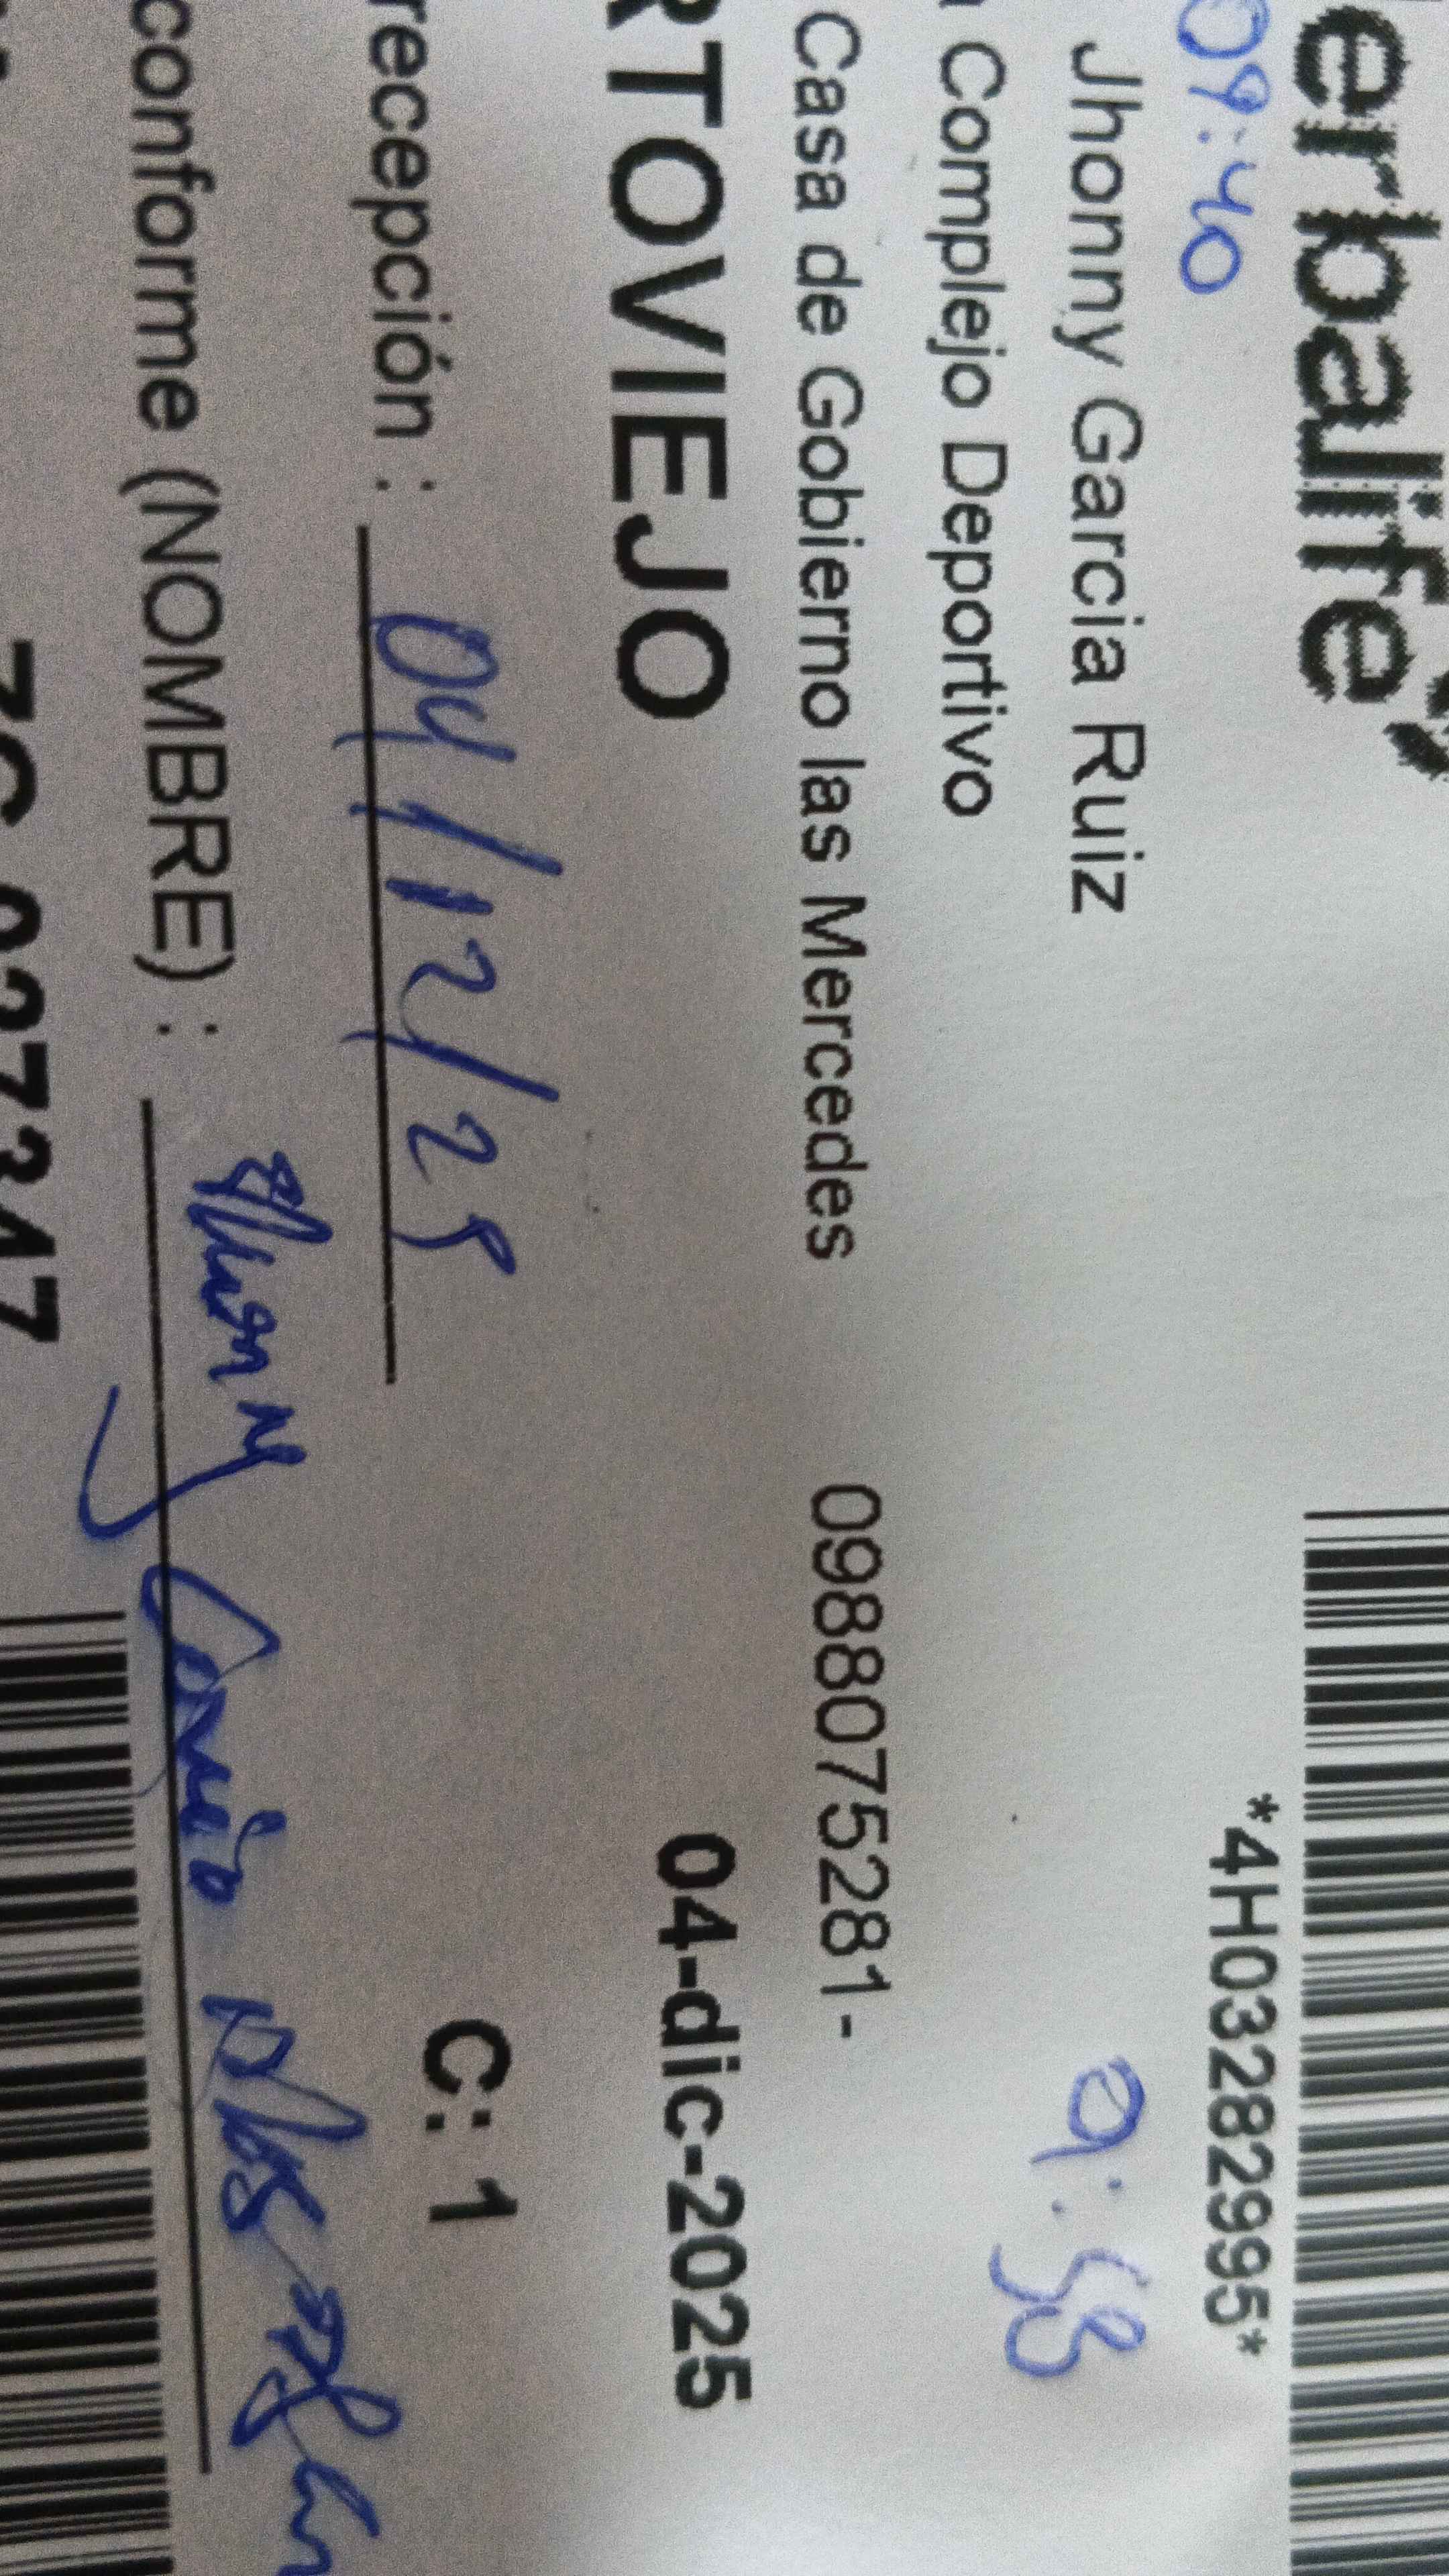 erbalife
09:40
*4H03282995*
Jhonny Garcia Ruiz
Complejo Deportivo
9:58
Casa de Gobierno las Mercedes 0988075281-
RTOVIEJO 04-dic-2025
recepción : 04/12/25 C: 1
conforme (NOMBRE) :